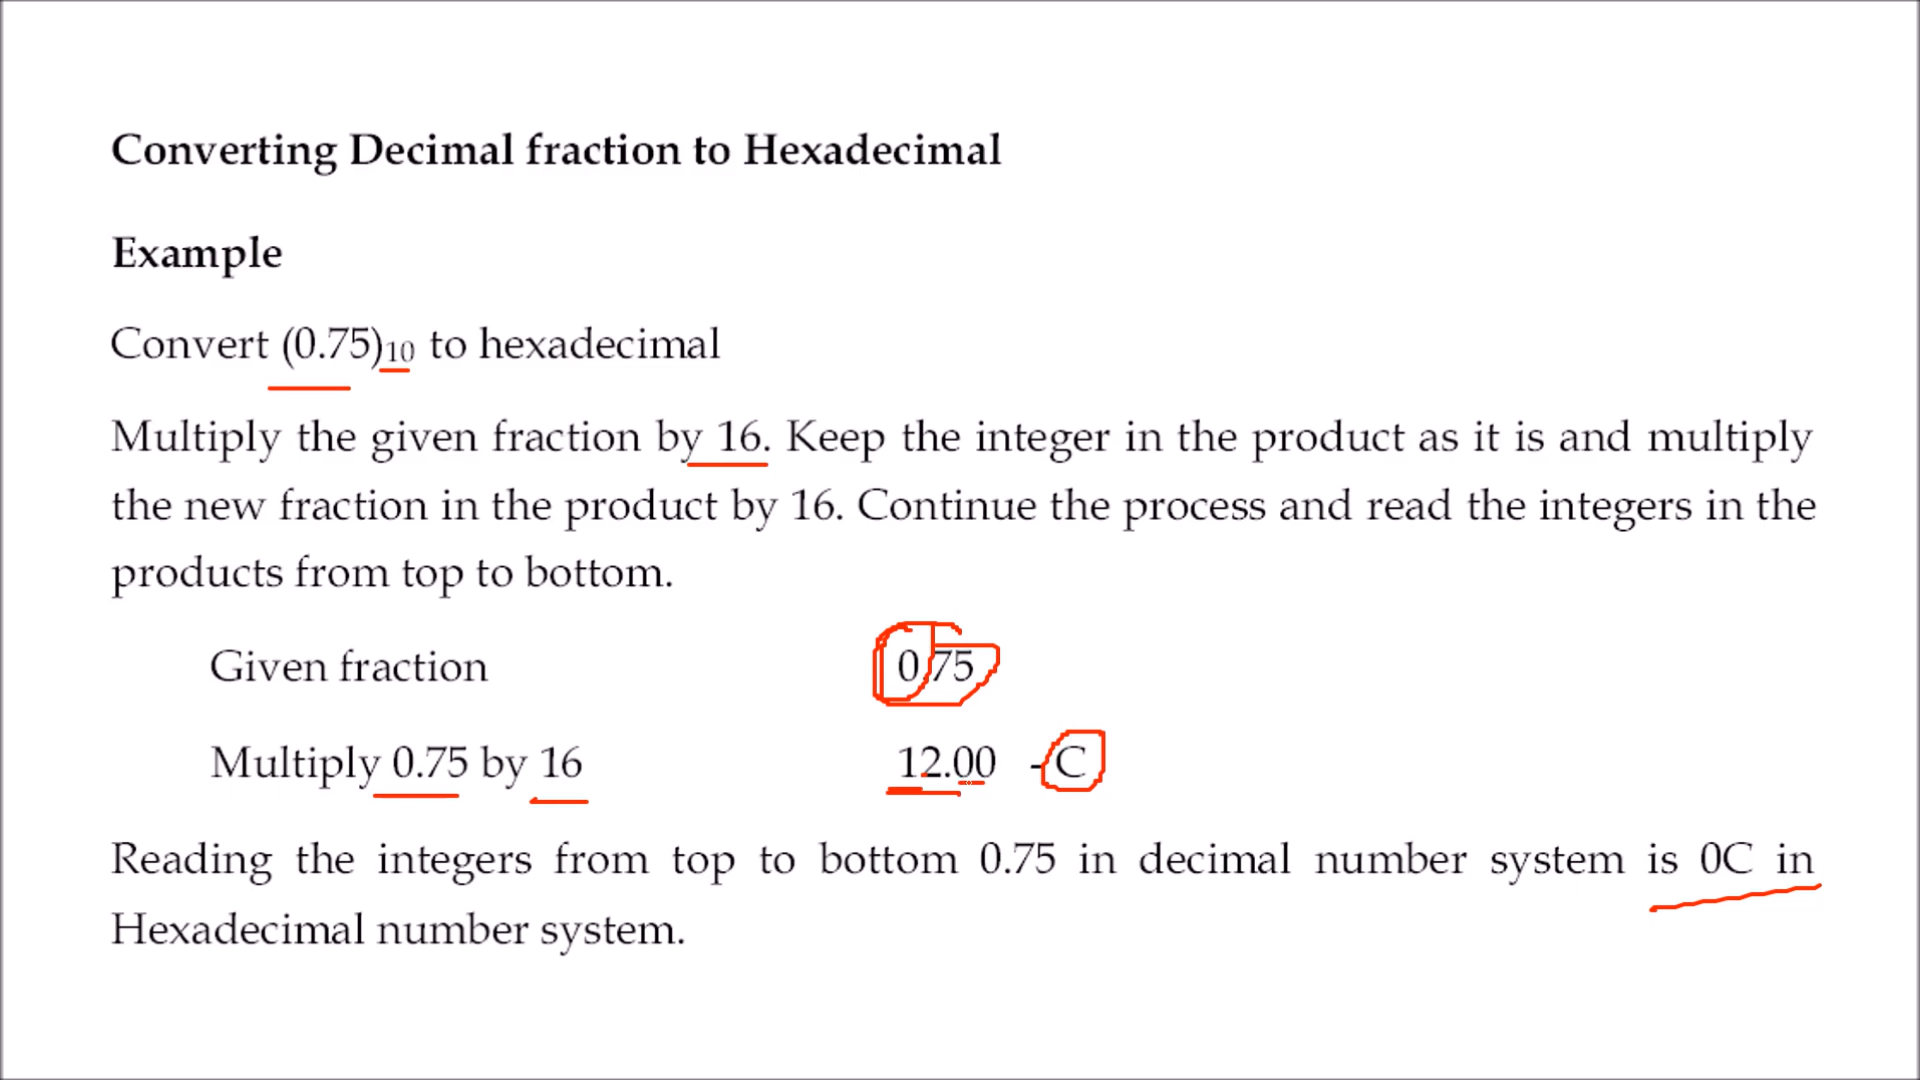 Converting Decimal fraction to Hexadecimal
Example
Convert (0.75)₁₀ to hexadecimal
Multiply the given fraction by 16. Keep the integer in the product as it is and multiply
the new fraction in the product by 16. Continue the process and read the integers in the
products from top to bottom.
Given fraction 0.75
Multiply 0.75 by 16 12.00 - C
Reading the integers from top to bottom 0.75 in decimal number system is 0C in
Hexadecimal number system.